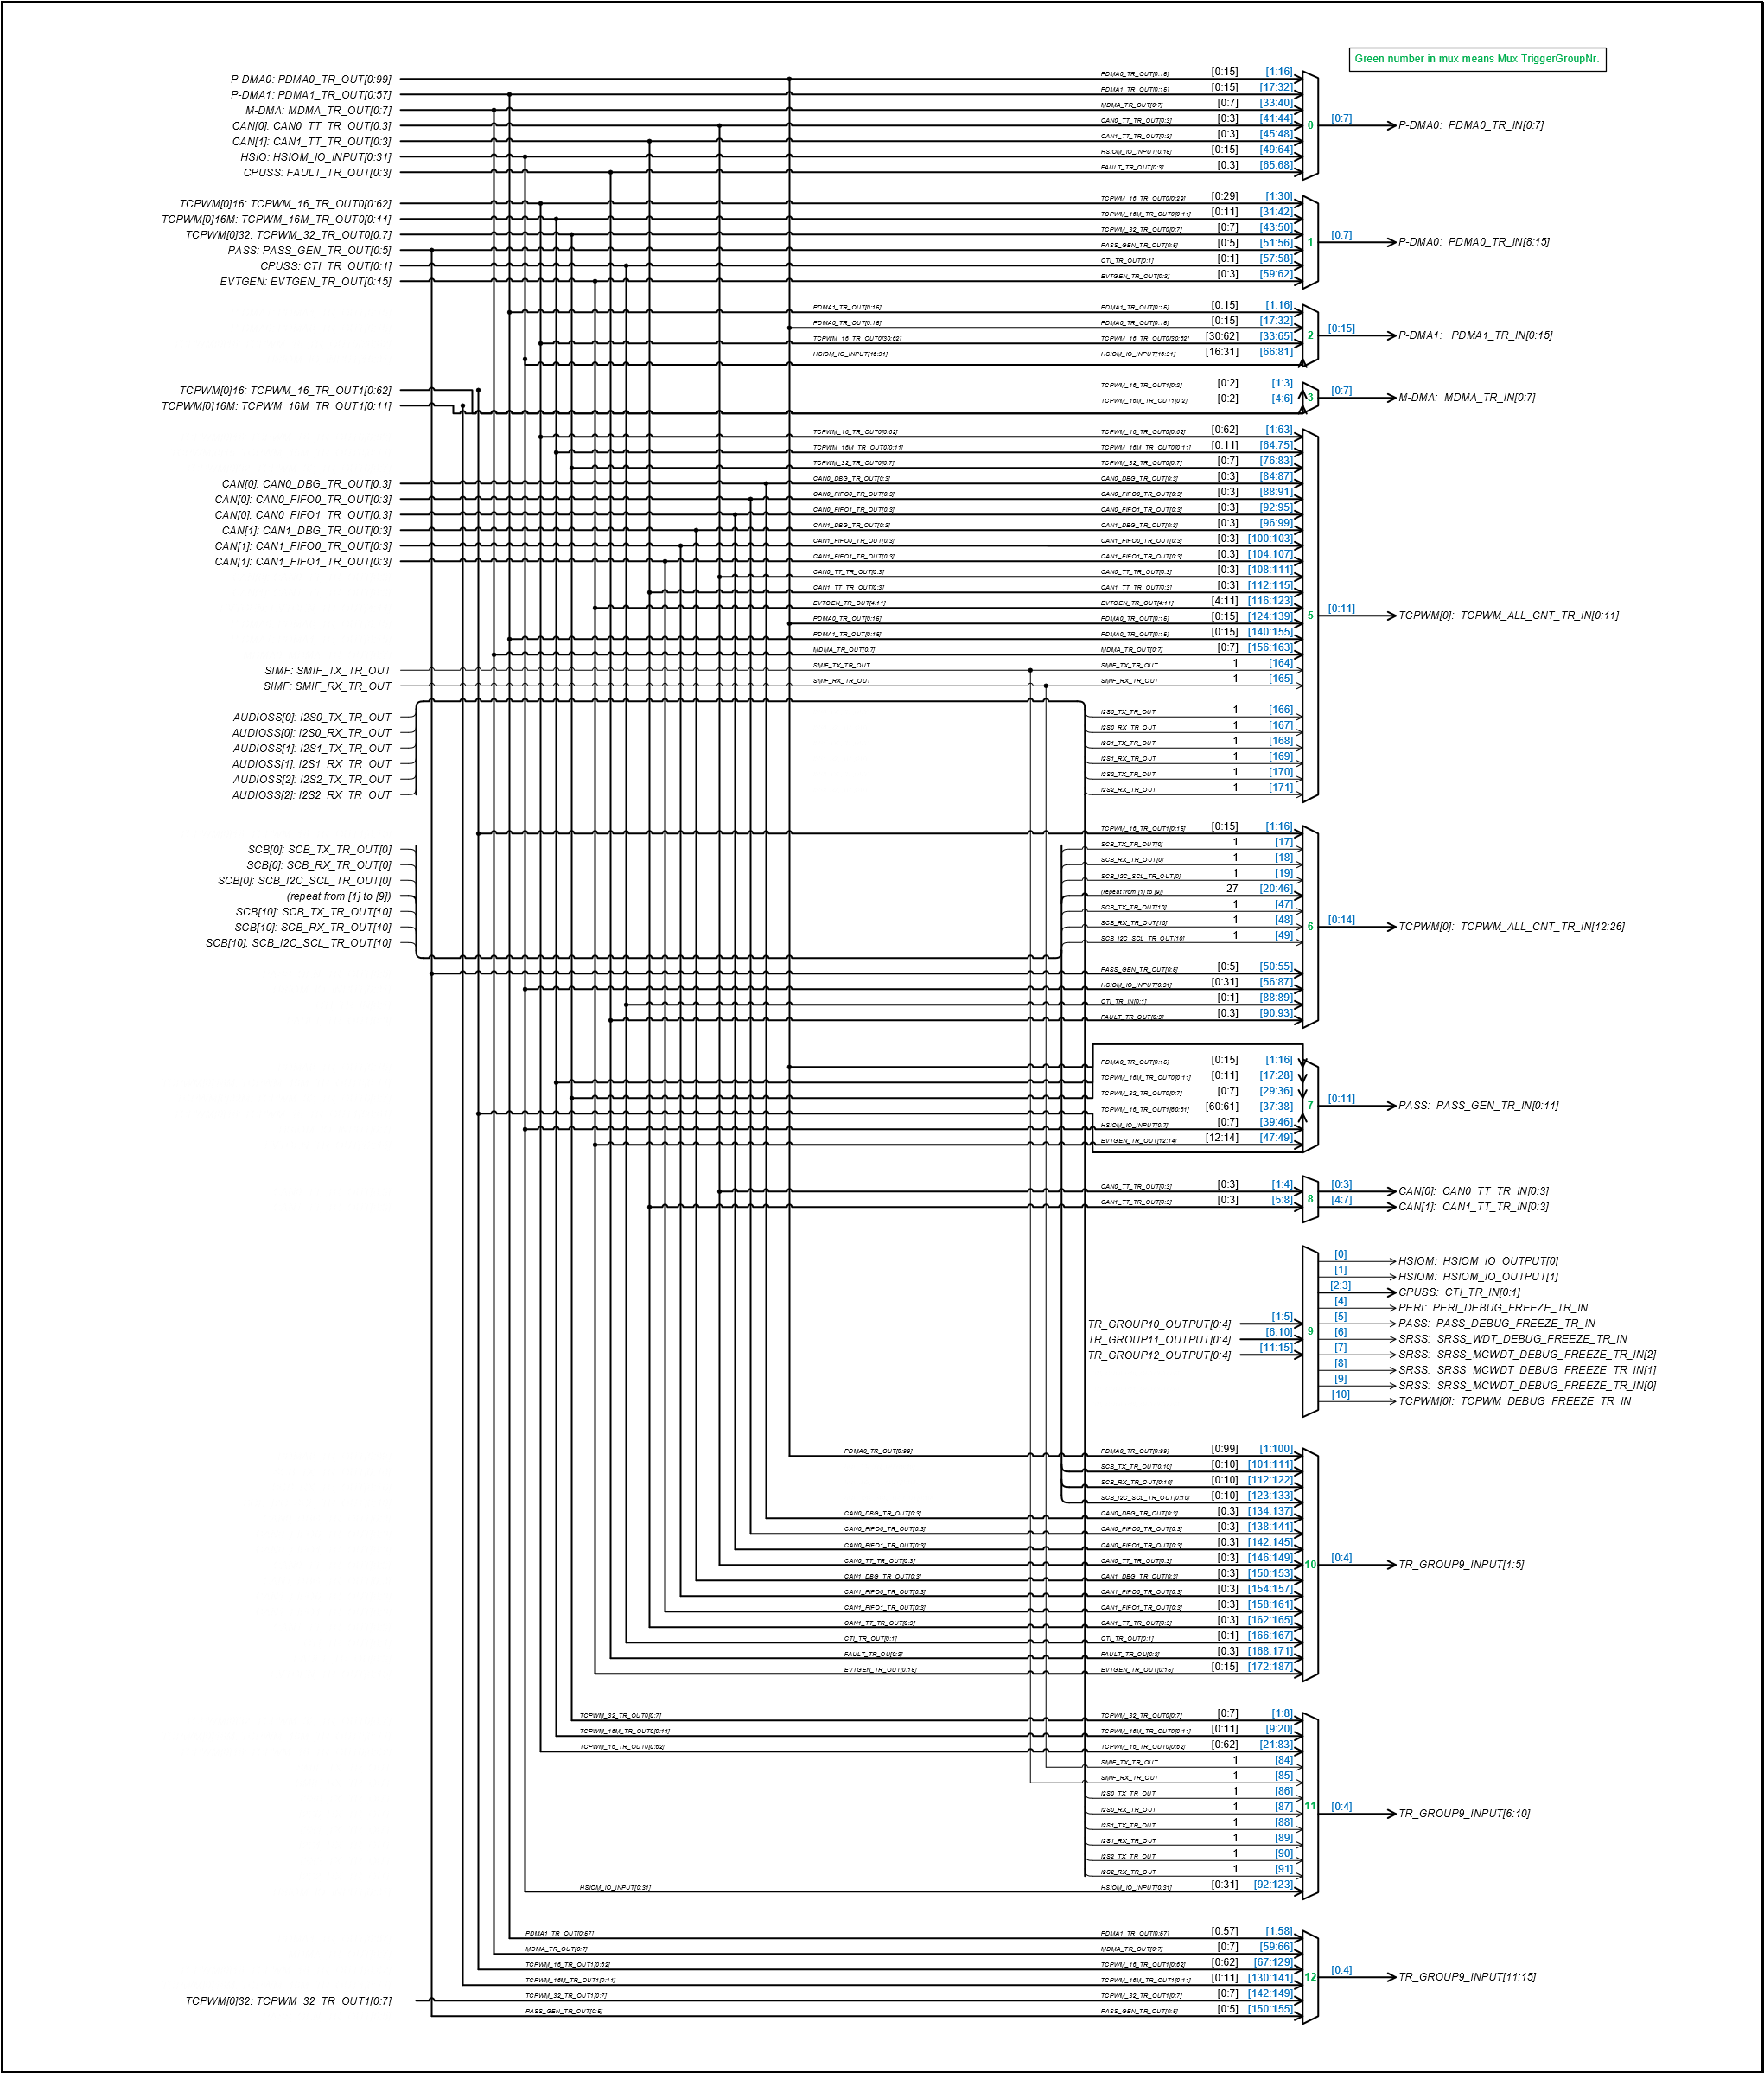 Green number in mux means Mux TriggerGroupNr.
P-DMA0: PDMA0_TR_OUT[0:99] PDMA0_TR_OUT[0:15] [0:15] [1:16]
P-DMA1: PDMA1_TR_OUT[0:57] PDMA1_TR_OUT[0:15] [0:15] [17:32]
M-DMA: MDMA_TR_OUT[0:7] MDMA_TR_OUT[0:7] [0:7] [33:40]
CAN[0]: CAN0_TT_TR_OUT[0:3] CAN0_TT_TR_OUT[0:3] [0:3] [41:44] 0 [0:7] P-DMA0: PDMA0_TR_IN[0:7]
CAN[1]: CAN1_TT_TR_OUT[0:3] CAN1_TT_TR_OUT[0:3] [0:3] [45:48]
HSIO: HSIOM_IO_INPUT[0:31] HSIOM_IO_INPUT[0:15] [0:15] [49:64]
CPUSS: FAULT_TR_OUT[0:3] FAULT_TR_OUT[0:3] [0:3] [65:68]
TCPWM[0]16: TCPWM_16_TR_OUT0[0:62] TCPWM_16_TR_OUT0[0:29] [0:29] [1:30]
TCPWM[0]16M: TCPWM_16M_TR_OUT0[0:11] TCPWM_16M_TR_OUT0[0:11] [0:11] [31:42]
TCPWM[0]32: TCPWM_32_TR_OUT0[0:7] TCPWM_32_TR_OUT0[0:7] [0:7] [43:50]
PASS: PASS_GEN_TR_OUT[0:5] PASS_GEN_TR_OUT[0:5] [0:5] [51:56] 1 [0:7] P-DMA0: PDMA0_TR_IN[8:15]
CPUSS: CTI_TR_OUT[0:1] CTI_TR_OUT[0:1] [0:1] [57:58]
EVTGEN: EVTGEN_TR_OUT[0:15] EVTGEN_TR_OUT[0:3] [0:3] [59:62]
PDMA1_TR_OUT[0:15] PDMA1_TR_OUT[0:15] [0:15] [1:16]
PDMA0_TR_OUT[0:15] PDMA0_TR_OUT[0:15] [0:15] [17:32]
TCPWM_16_TR_OUT0[30:62] TCPWM_16_TR_OUT0[30:62] [30:62] [33:65] 2 [0:15] P-DMA1: PDMA1_TR_IN[0:15]
HSIOM_IO_INPUT[16:31] HSIOM_IO_INPUT[16:31] [16:31] [66:81]
TCPWM[0]16: TCPWM_16_TR_OUT1[0:62] TCPWM_16_TR_OUT1[0:2] [0:2] [1:3]
TCPWM[0]16M: TCPWM_16M_TR_OUT1[0:11] TCPWM_16M_TR_OUT1[0:2] [0:2] [4:6] 3 [0:7] M-DMA: MDMA_TR_IN[0:7]
TCPWM_16_TR_OUT0[0:62] TCPWM_16_TR_OUT0[0:62] [0:62] [1:63]
TCPWM_16M_TR_OUT0[0:11] TCPWM_16M_TR_OUT0[0:11] [0:11] [64:75]
TCPWM_32_TR_OUT0[0:7] TCPWM_32_TR_OUT0[0:7] [0:7] [76:83]
CAN[0]: CAN0_DBG_TR_OUT[0:3] CAN0_DBG_TR_OUT[0:3] CAN0_DBG_TR_OUT[0:3] [0:3] [84:87]
CAN[0]: CAN0_FIFO0_TR_OUT[0:3] CAN0_FIFO0_TR_OUT[0:3] CAN0_FIFO0_TR_OUT[0:3] [0:3] [88:91]
CAN[0]: CAN0_FIFO1_TR_OUT[0:3] CAN0_FIFO1_TR_OUT[0:3] CAN0_FIFO1_TR_OUT[0:3] [0:3] [92:95]
CAN[1]: CAN1_DBG_TR_OUT[0:3] CAN1_DBG_TR_OUT[0:3] CAN1_DBG_TR_OUT[0:3] [0:3] [96:99]
CAN[1]: CAN1_FIFO0_TR_OUT[0:3] CAN1_FIFO0_TR_OUT[0:3] CAN1_FIFO0_TR_OUT[0:3] [0:3] [100:103]
CAN[1]: CAN1_FIFO1_TR_OUT[0:3] CAN1_FIFO1_TR_OUT[0:3] CAN1_FIFO1_TR_OUT[0:3] [0:3] [104:107]
CAN0_TT_TR_OUT[0:3] CAN0_TT_TR_OUT[0:3] [0:3] [108:111]
CAN1_TT_TR_OUT[0:3] CAN1_TT_TR_OUT[0:3] [0:3] [112:115]
EVTGEN_TR_OUT[4:11] EVTGEN_TR_OUT[4:11] [4:11] [116:123]
PDMA0_TR_OUT[0:15] PDMA0_TR_OUT[0:15] [0:15] [124:139] 5 [0:11] TCPWM[0]: TCPWM_ALL_CNT_TR_IN[0:11]
PDMA1_TR_OUT[0:15] PDMA0_TR_OUT[0:15] [0:15] [140:155]
MDMA_TR_OUT[0:7] MDMA_TR_OUT[0:7] [0:7] [156:163]
SIMF: SMIF_TX_TR_OUT SMIF_TX_TR_OUT SMIF_TX_TR_OUT 1 [164]
SIMF: SMIF_RX_TR_OUT SMIF_RX_TR_OUT SMIF_RX_TR_OUT 1 [165]
AUDIOSS[0]: I2S0_TX_TR_OUT I2S0_TX_TR_OUT 1 [166]
AUDIOSS[0]: I2S0_RX_TR_OUT I2S0_RX_TR_OUT 1 [167]
AUDIOSS[1]: I2S1_TX_TR_OUT I2S1_TX_TR_OUT 1 [168]
AUDIOSS[1]: I2S1_RX_TR_OUT I2S1_RX_TR_OUT 1 [169]
AUDIOSS[2]: I2S2_TX_TR_OUT I2S2_TX_TR_OUT 1 [170]
AUDIOSS[2]: I2S2_RX_TR_OUT I2S2_RX_TR_OUT 1 [171]
TCPWM_16_TR_OUT1[0:15] [0:15] [1:16]
SCB[0]: SCB_TX_TR_OUT[0] SCB_TX_TR_OUT[0] 1 [17]
SCB[0]: SCB_RX_TR_OUT[0] SCB_RX_TR_OUT[0] 1 [18]
SCB[0]: SCB_I2C_SCL_TR_OUT[0] SCB_I2C_SCL_TR_OUT[0] 1 [19]
(repeat from [1] to [9]) (repeat from [1] to [9]) 27 [20:46]
SCB[10]: SCB_TX_TR_OUT[10] SCB_TX_TR_OUT[10] 1 [47]
SCB[10]: SCB_RX_TR_OUT[10] SCB_RX_TR_OUT[10] 1 [48] 6 [0:14] TCPWM[0]: TCPWM_ALL_CNT_TR_IN[12:26]
SCB[10]: SCB_I2C_SCL_TR_OUT[10] SCB_I2C_SCL_TR_OUT[10] 1 [49]
PASS_GEN_TR_OUT[0:5] [0:5] [50:55]
HSIOM_IO_INPUT[0:31] [0:31] [56:87]
CTI_TR_IN[0:1] [0:1] [88:89]
FAULT_TR_OUT[0:3] [0:3] [90:93]
PDMA0_TR_OUT[0:15] [0:15] [1:16]
TCPWM_16M_TR_OUT0[0:11] [0:11] [17:28]
TCPWM_32_TR_OUT0[0:7] [0:7] [29:36]
TCPWM_16_TR_OUT1[60:61] [60:61] [37:38] 7 [0:11] PASS: PASS_GEN_TR_IN[0:11]
HSIOM_IO_INPUT[0:7] [0:7] [39:46]
EVTGEN_TR_OUT[12:14] [12:14] [47:49]
CAN0_TT_TR_OUT[0:3] [0:3] [1:4] [0:3] CAN[0]: CAN0_TT_TR_IN[0:3]
CAN1_TT_TR_OUT[0:3] [0:3] [5:8] 8 [4:7] CAN[1]: CAN1_TT_TR_IN[0:3]
[0] HSIOM: HSIOM_IO_OUTPUT[0]
[1] HSIOM: HSIOM_IO_OUTPUT[1]
[2:3] CPUSS: CTI_TR_IN[0:1]
[4] PERI: PERI_DEBUG_FREEZE_TR_IN
TR_GROUP10_OUTPUT[0:4] [1:5] [5] PASS: PASS_DEBUG_FREEZE_TR_IN
TR_GROUP11_OUTPUT[0:4] [6:10] 9 [6] SRSS: SRSS_WDT_DEBUG_FREEZE_TR_IN
TR_GROUP12_OUTPUT[0:4] [11:15] [7] SRSS: SRSS_MCWDT_DEBUG_FREEZE_TR_IN[2]
[8] SRSS: SRSS_MCWDT_DEBUG_FREEZE_TR_IN[1]
[9] SRSS: SRSS_MCWDT_DEBUG_FREEZE_TR_IN[0]
[10] TCPWM[0]: TCPWM_DEBUG_FREEZE_TR_IN
PDMA0_TR_OUT[0:99] PDMA0_TR_OUT[0:99] [0:99] [1:100]
SCB_TX_TR_OUT[0:10] [0:10] [101:111]
SCB_RX_TR_OUT[0:10] [0:10] [112:122]
SCB_I2C_SCL_TR_OUT[0:10] [0:10] [123:133]
CAN0_DBG_TR_OUT[0:3] CAN0_DBG_TR_OUT[0:3] [0:3] [134:137]
CAN0_FIFO0_TR_OUT[0:3] CAN0_FIFO0_TR_OUT[0:3] [0:3] [138:141]
CAN0_FIFO1_TR_OUT[0:3] CAN0_FIFO1_TR_OUT[0:3] [0:3] [142:145]
CAN0_TT_TR_OUT[0:3] CAN0_TT_TR_OUT[0:3] [0:3] [146:149] 10 [0:4] TR_GROUP9_INPUT[1:5]
CAN1_DBG_TR_OUT[0:3] CAN1_DBG_TR_OUT[0:3] [0:3] [150:153]
CAN1_FIFO0_TR_OUT[0:3] CAN1_FIFO0_TR_OUT[0:3] [0:3] [154:157]
CAN1_FIFO1_TR_OUT[0:3] CAN1_FIFO1_TR_OUT[0:3] [0:3] [158:161]
CAN1_TT_TR_OUT[0:3] CAN1_TT_TR_OUT[0:3] [0:3] [162:165]
CTI_TR_OUT[0:1] CTI_TR_OUT[0:1] [0:1] [166:167]
FAULT_TR_OU[0:3] FAULT_TR_OU[0:3] [0:3] [168:171]
EVTGEN_TR_OUT[0:15] EVTGEN_TR_OUT[0:15] [0:15] [172:187]
TCPWM_32_TR_OUT0[0:7] TCPWM_32_TR_OUT0[0:7] [0:7] [1:8]
TCPWM_16M_TR_OUT0[0:11] TCPWM_16M_TR_OUT0[0:11] [0:11] [9:20]
TCPWM_16_TR_OUT0[0:62] TCPWM_16_TR_OUT0[0:62] [0:62] [21:83]
SMIF_TX_TR_OUT 1 [84]
SMIF_RX_TR_OUT 1 [85]
I2S0_TX_TR_OUT 1 [86]
I2S0_RX_TR_OUT 1 [87] 11 [0:4] TR_GROUP9_INPUT[6:10]
I2S1_TX_TR_OUT 1 [88]
I2S1_RX_TR_OUT 1 [89]
I2S2_TX_TR_OUT 1 [90]
I2S2_RX_TR_OUT 1 [91]
HSIOM_IO_INPUT[0:31] HSIOM_IO_INPUT[0:31] [0:31] [92:123]
PDMA1_TR_OUT[0:57] PDMA1_TR_OUT[0:57] [0:57] [1:58]
MDMA_TR_OUT[0:7] MDMA_TR_OUT[0:7] [0:7] [59:66]
TCPWM_16_TR_OUT1[0:62] TCPWM_16_TR_OUT1[0:62] [0:62] [67:129]
TCPWM_16M_TR_OUT1[0:11] TCPWM_16M_TR_OUT1[0:11] [0:11] [130:141] 12 [0:4] TR_GROUP9_INPUT[11:15]
TCPWM[0]32: TCPWM_32_TR_OUT1[0:7] TCPWM_32_TR_OUT1[0:7] TCPWM_32_TR_OUT1[0:7] [0:7] [142:149]
PASS_GEN_TR_OUT[0:5] PASS_GEN_TR_OUT[0:5] [0:5] [150:155]